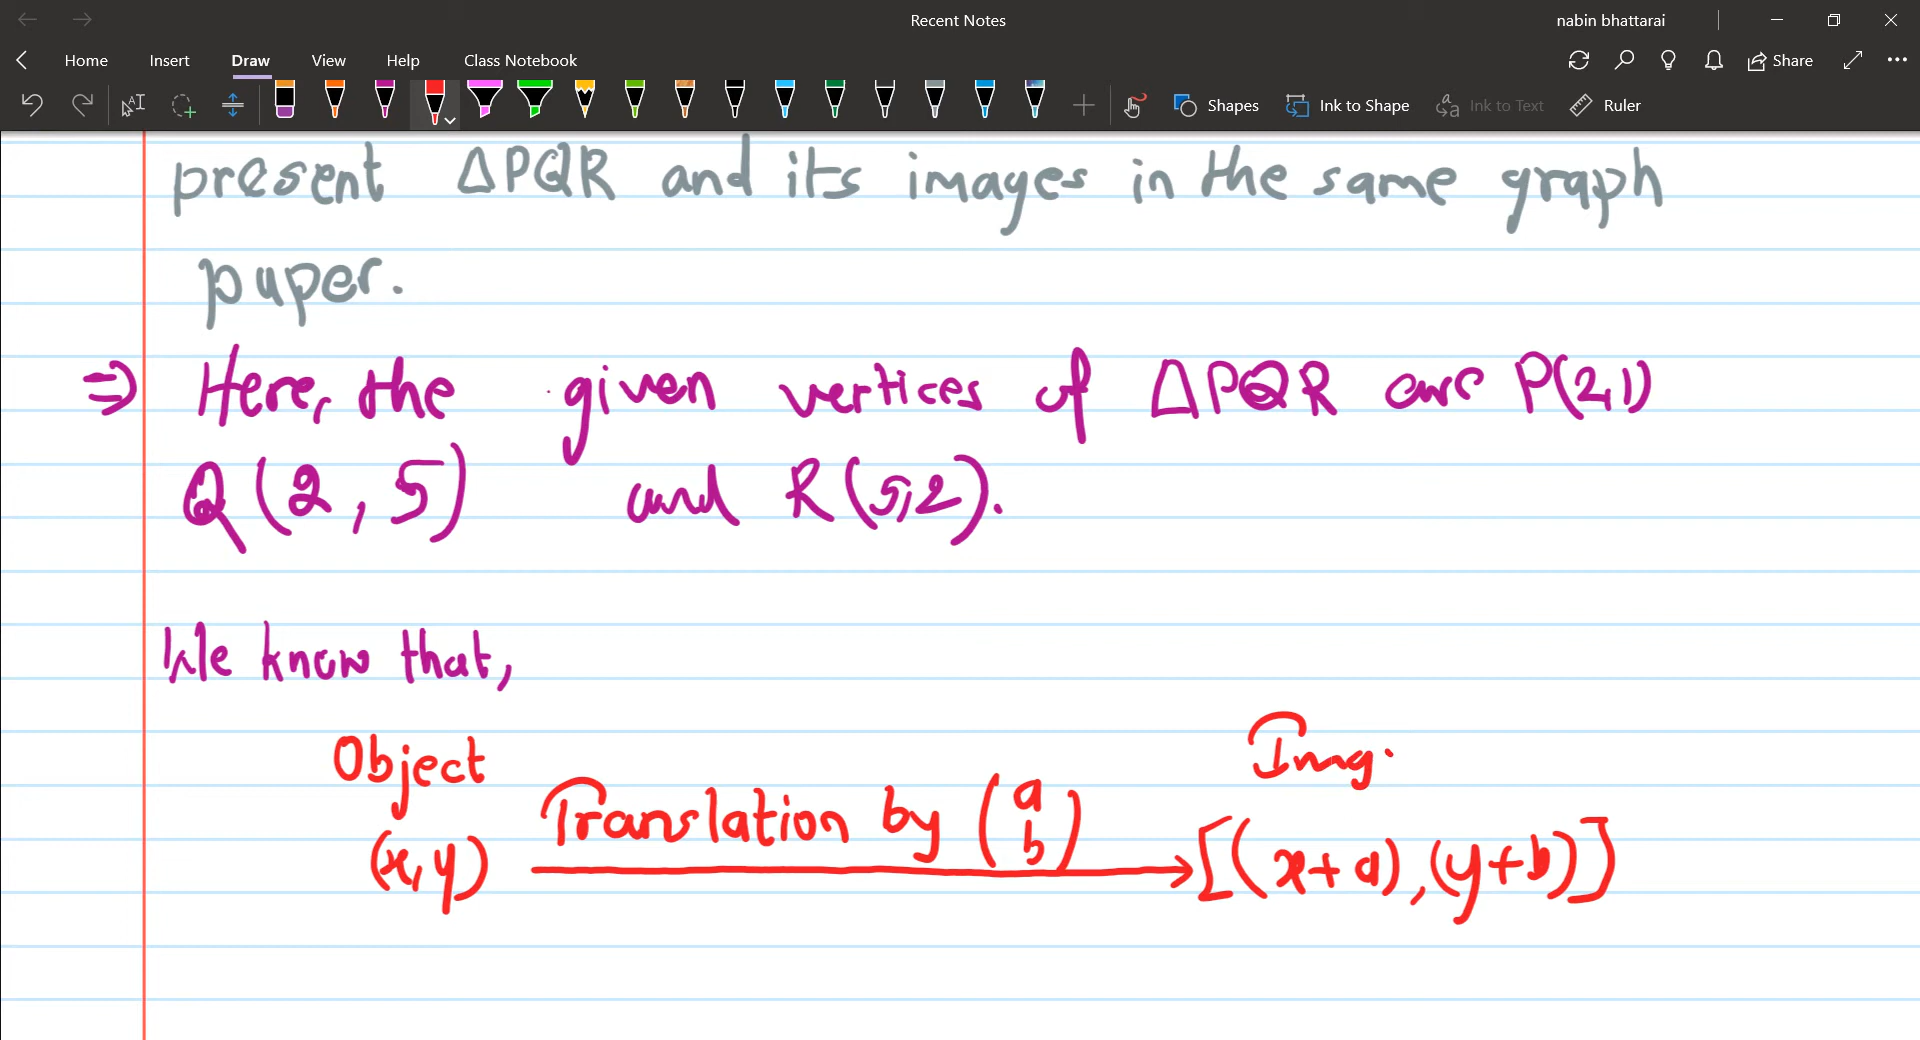 Recent Notes
nabin bhattarai
Home Insert Draw View Help Class Notebook
Share
Shapes Ink to Shape Ink to Text Ruler
present ΔPQR and its images in the same graph
paper.
⇒ Here, the given vertices of ΔPQR are P(2,1)
Q(2,5) and R(5,2).
We know that,
Object Imag
(x,y) Translation by (a b) → [(x+a),(y+b)]